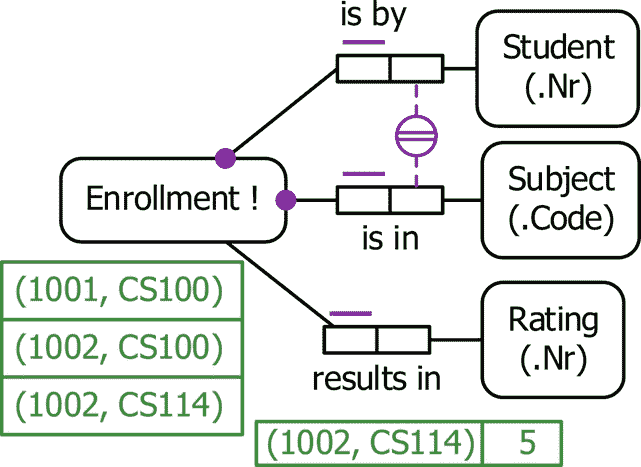 is by
Student
(.Nr)
Enrollment !
Subject
(.Code)
is in
(1001, CS100)
(1002, CS100)
(1002, CS114)
Rating
(.Nr)
results in
(1002, CS114) 5